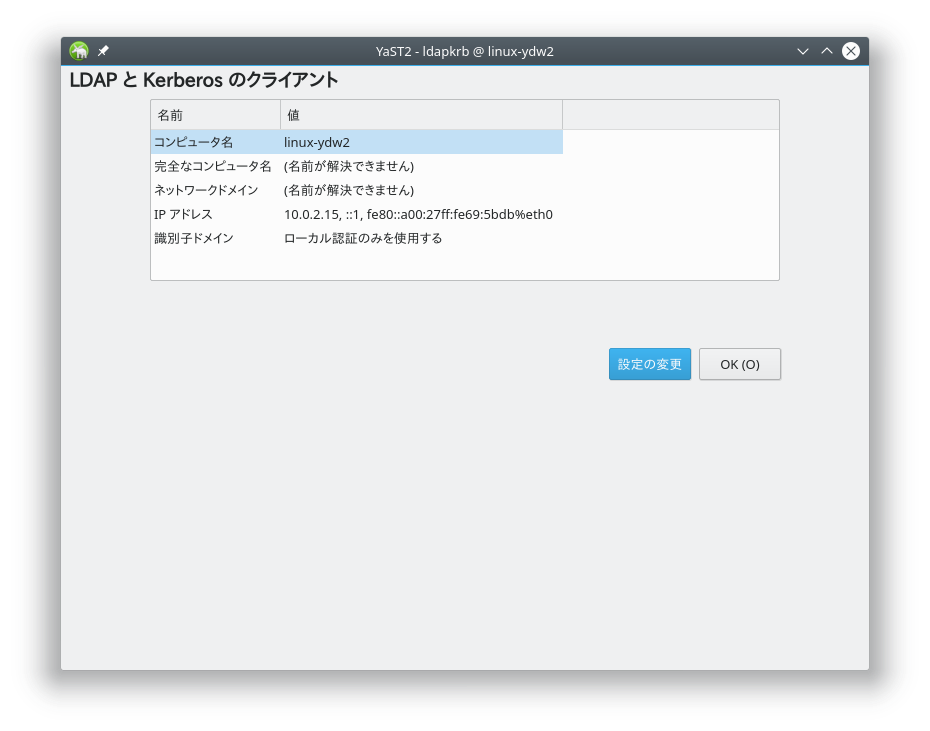 YaST2 - ldapkrb @ linux-ydw2
LDAP と Kerberos のクライアント
名前 値
コンピュータ名 linux-ydw2
完全なコンピュータ名 (名前が解決できません)
ネットワークドメイン (名前が解決できません)
IP アドレス 10.0.2.15, ::1, fe80::a00:27ff:fe69:5bdb%eth0
識別子ドメイン ローカル認証のみを使用する
設定の変更 OK (O)